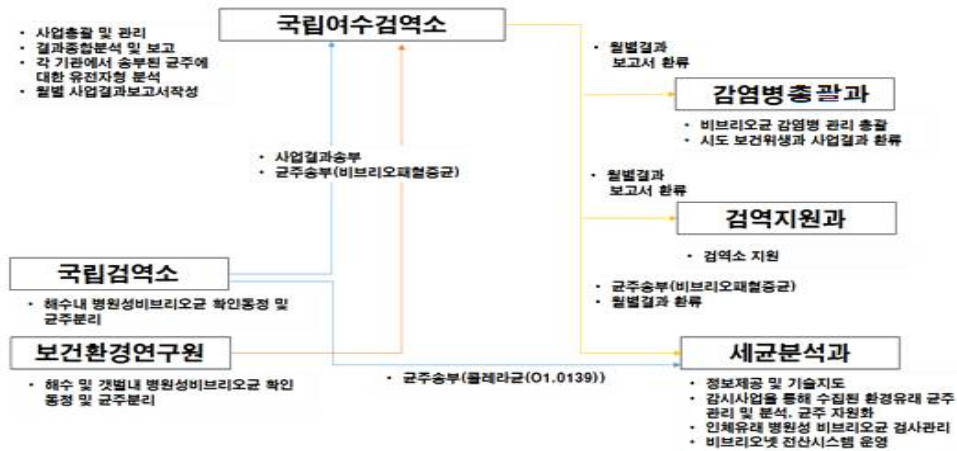 국립여수검역소
• 사업총괄 및 관리
• 결과종합분석 및 보고
• 각 기관에서 송부된 균주에
대한 유전자형 분석
• 월별 사업결과보고서작성
• 월별결과
보고서 환류
감염병총괄과
• 비브리오균 감염병 관리 총괄
• 시도 보건위생과 사업결과 환류
• 사업결과송부
• 균주송부(비브리오패혈증균)
• 월별결과
보고서 환류
검역지원과
• 검역소 지원
국립검역소
• 해수내 병원성비브리오균 확인동정 및
균주분리
• 균주송부(비브리오패혈증균)
• 월별결과 환류
보건환경연구원
• 해수 및 갯벌내 병원성비브리오균 확인
동정 및 균주분리
• 균주송부(콜레라균(O1.0139))
세균분석과
• 정보제공 및 기술지도
• 감시사업을 통해 수집된 환경유래 균주
관리 및 분석. 균주 자원화
• 인체유래 병원성 비브리오균 검사관리
• 비브리오넷 전산시스템 운영